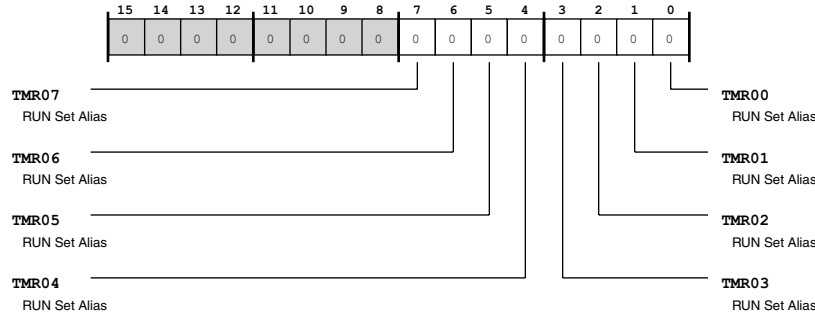 15 14 13 12 11 10 9 8 7 6 5 4 3 2 1 0
0 0 0 0 0 0 0 0 0 0 0 0 0 0 0 0
TMR07 TMR00
RUN Set Alias RUN Set Alias
TMR06 TMR01
RUN Set Alias RUN Set Alias
TMR05 TMR02
RUN Set Alias RUN Set Alias
TMR04 TMR03
RUN Set Alias RUN Set Alias